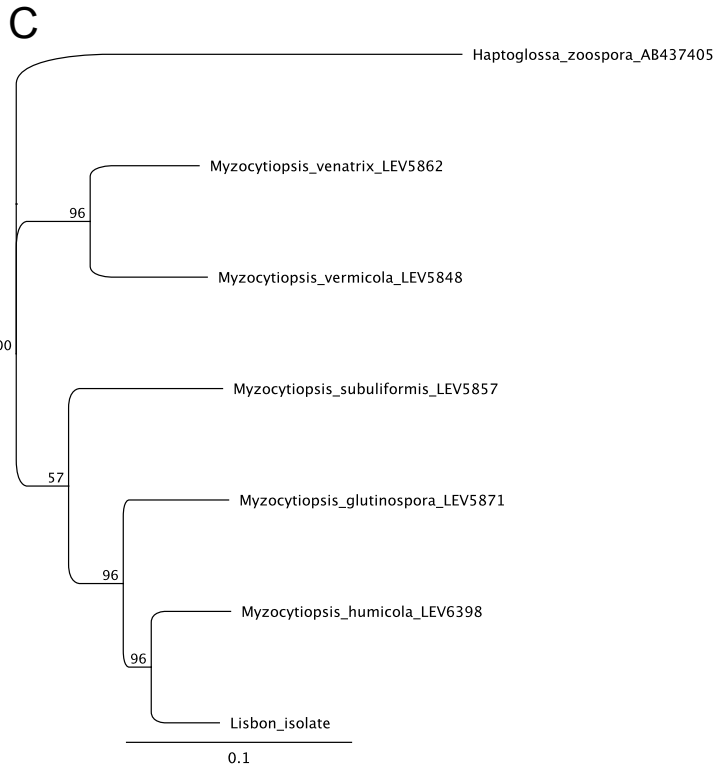 C
Haptoglossa_zoospora_AB437405
Myzocytiopsis_venatrix_LEV5862
96
Myzocytiopsis_vermicola_LEV5848
00
Myzocytiopsis_subuliformis_LEV5857
57
Myzocytiopsis_glutinospora_LEV5871
96
Myzocytiopsis_humicola_LEV6398
96
Lisbon_isolate
0.1